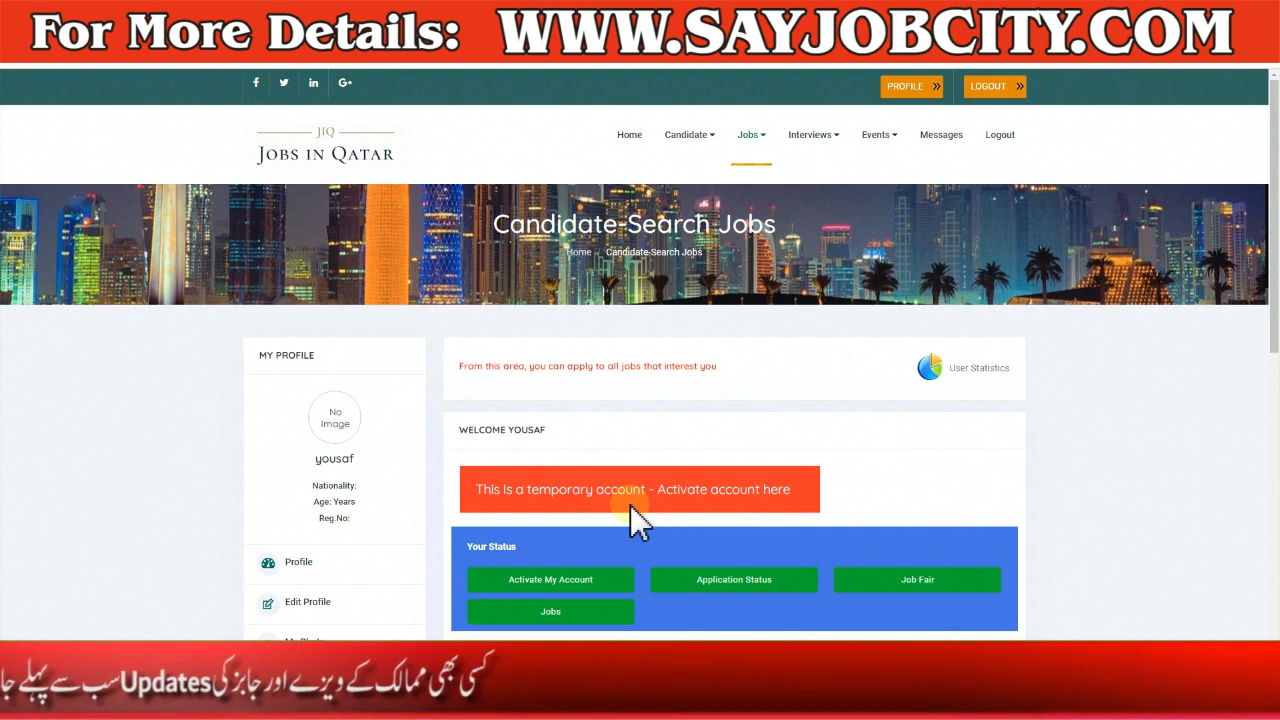 For More Details: WWW.SAYJOBCITY.COM
PROFILE »
LOGOUT »
JIQ
JOBS IN QATAR
Home Candidate Jobs Interviews Events Messages Logout
Candidate-Search Jobs
Home Candidate-Search Jobs
MY PROFILE
No
Image
yousaf
Nationality:
Age: Years
Reg.No:
Profile
Edit Profile
From this area, you can apply to all jobs that interest you
User Statistics
WELCOME YOUSAF
This Is a temporary account - Activate account here
Your Status
Activate My Account
Application Status
Job Fair
Jobs
کسی بھی ممالک کے ویزے اور جابز کی Updates سب سے پہلے